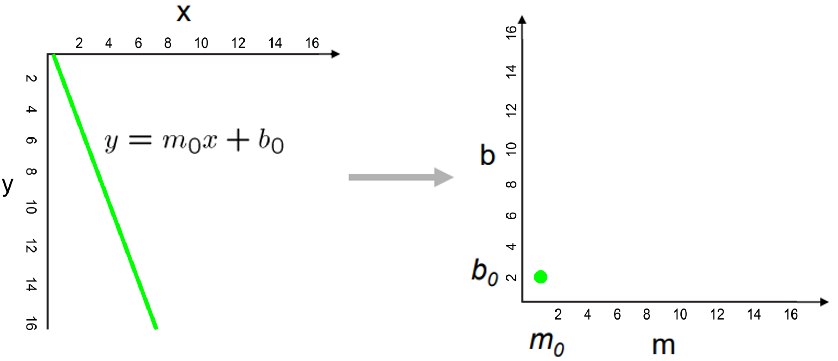 x
2 4 6 8 10 12 14 16
y
2 4 6 8 10 12 14 16
y = m₀x + b₀
b
16 14 12 10 8 6 4 2
b₀
2 4 6 8 10 12 14 16
m₀
m